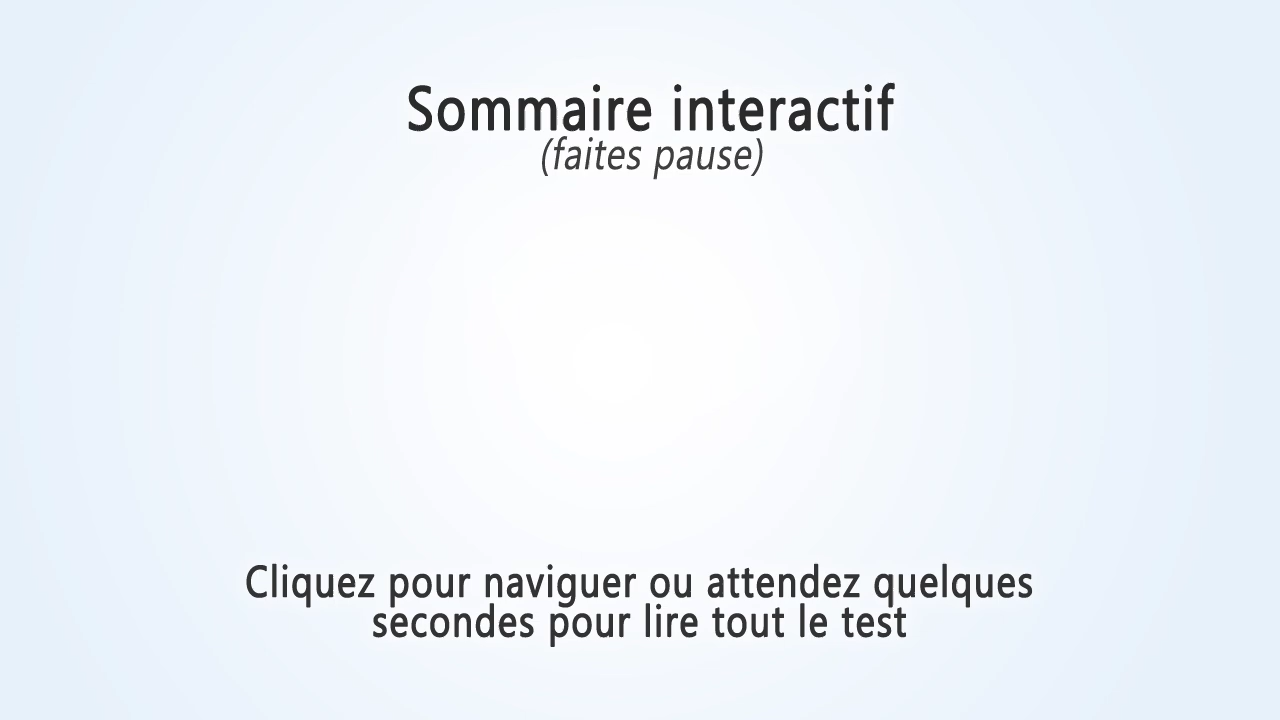 Sommaire interactif
(faites pause)
Cliquez pour naviguer ou attendez quelques
secondes pour lire tout le test